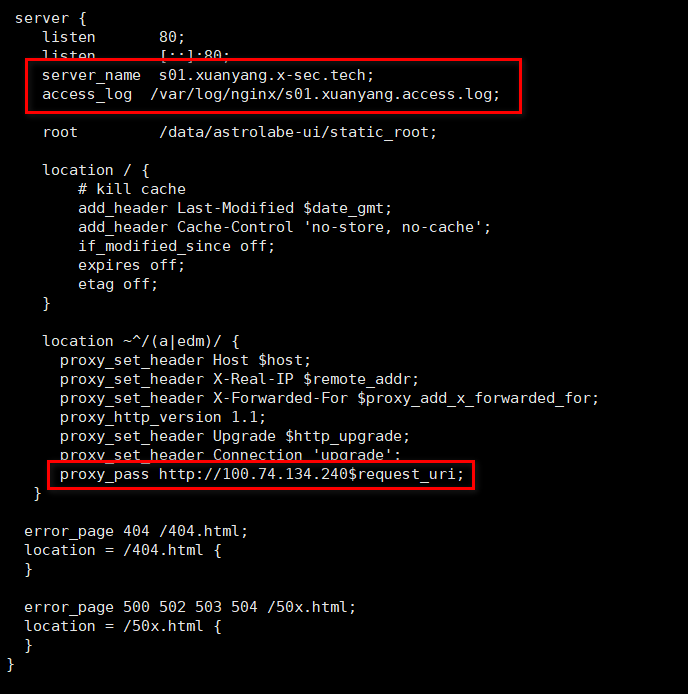 server {
listen 80;
listen [::]:80;
server_name s01.xuanyang.x-sec.tech;
access_log /var/log/nginx/s01.xuanyang.access.log;
root /data/astrolabe-ui/static_root;
location / {
# kill cache
add_header Last-Modified $date_gmt;
add_header Cache-Control 'no-store, no-cache';
if_modified_since off;
expires off;
etag off;
}
location ~^/(a|edm)/ {
proxy_set_header Host $host;
proxy_set_header X-Real-IP $remote_addr;
proxy_set_header X-Forwarded-For $proxy_add_x_forwarded_for;
proxy_http_version 1.1;
proxy_set_header Upgrade $http_upgrade;
proxy_set_header Connection 'upgrade';
proxy_pass http://100.74.134.240$request_uri;
}
error_page 404 /404.html;
location = /404.html {
}
error_page 500 502 503 504 /50x.html;
location = /50x.html {
}
}